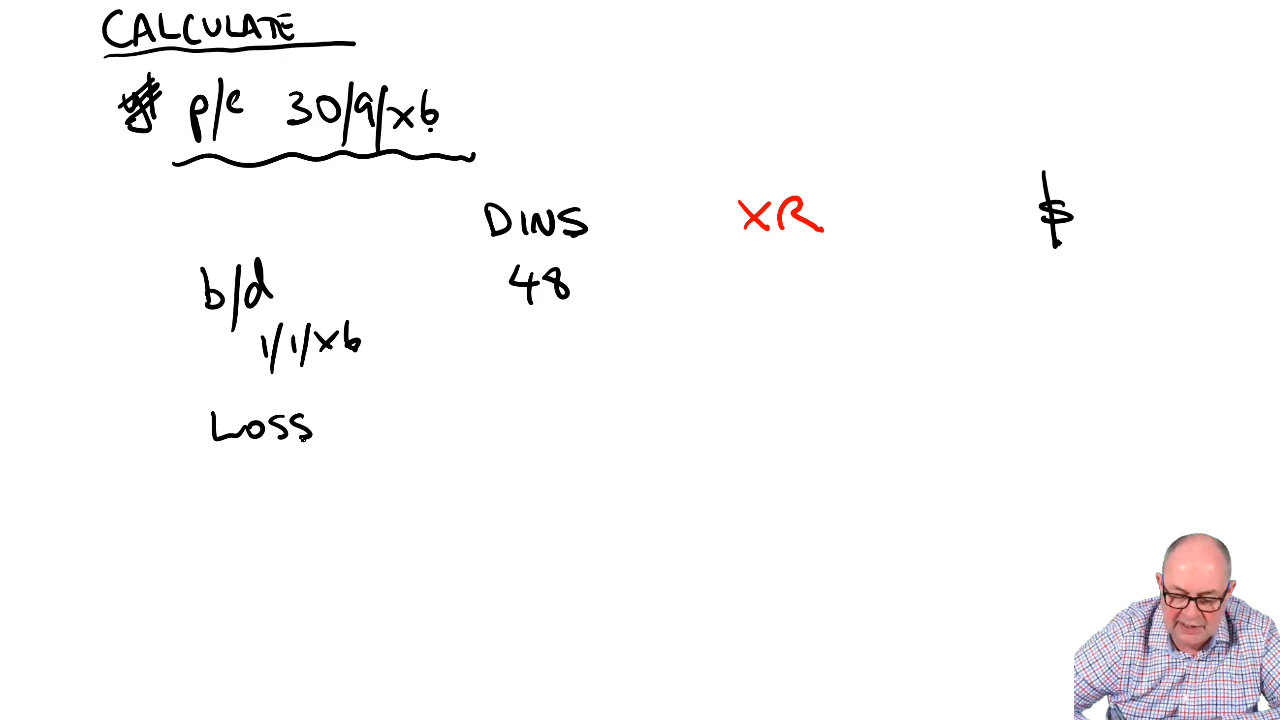 CALCULATE
p/e 30/9/x6
DINS XR $
b/d 48
1/1/x6
LOSS